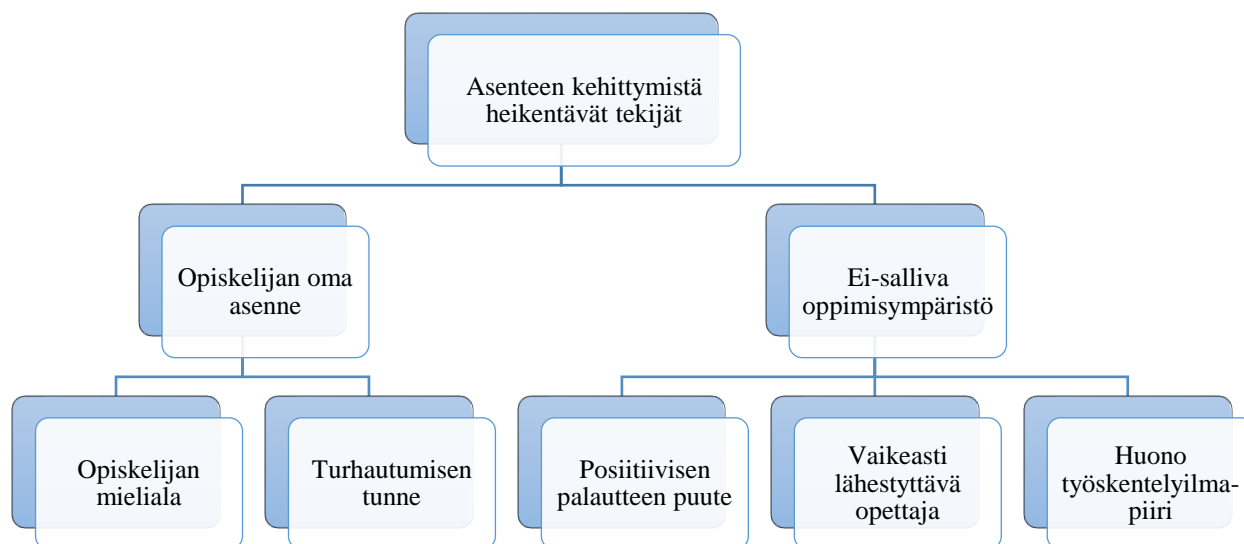 Asenteen kehittymistä
heikentävät tekijät
Opiskelijan oma
asenne
Ei-salliva
oppimisympäristö
Opiskelijan
mieliala
Turhautumisen
tunne
Posiitiivisen
palautteen puute
Vaikeasti
lähestyttävä
opettaja
Huono
työskentelyilma-
piiri